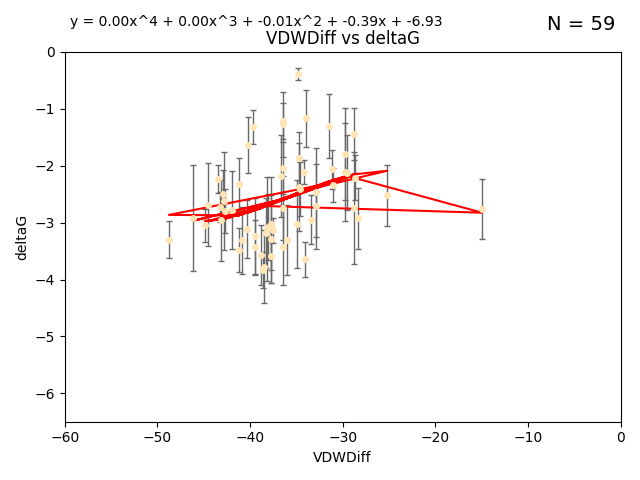 y = 0.00x^4 + 0.00x^3 + -0.01x^2 + -0.39x + -6.93
N = 59
VDWDiff vs deltaG
0
−1
−2
−3
−4
−5
−6
deltaG
−60 −50 −40 −30 −20 −10 0
VDWDiff